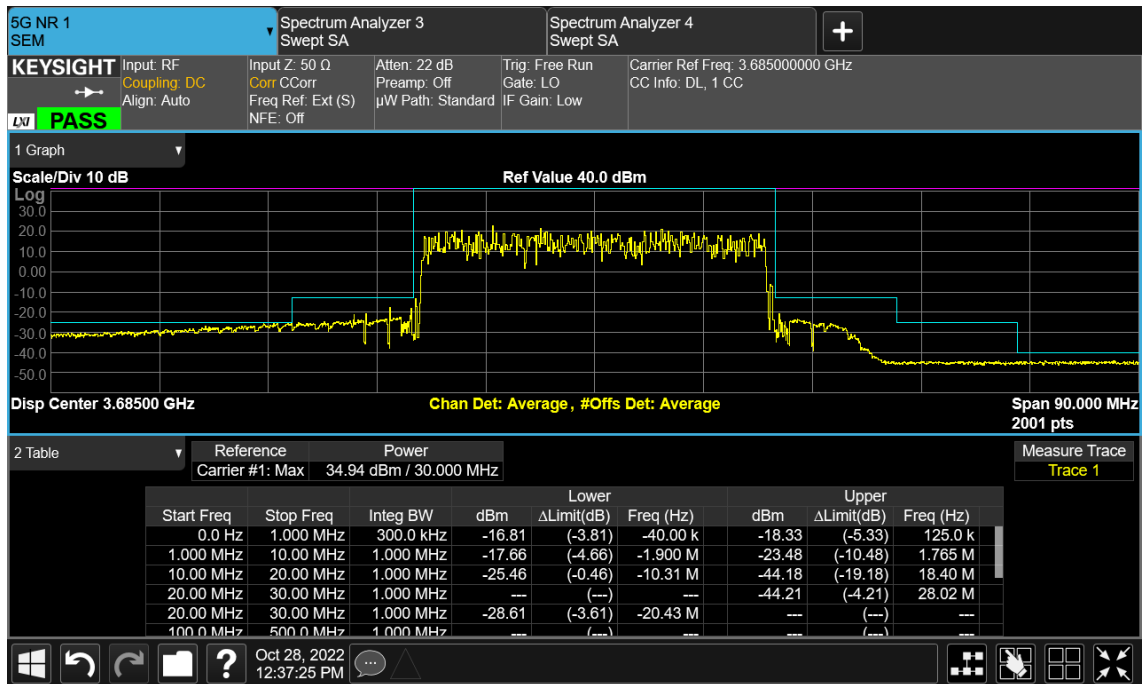 5G NR 1
SEM
Spectrum Analyzer 3
Swept SA
Spectrum Analyzer 4
Swept SA
KEYSIGHT
LXI PASS
Input: RF
Coupling: DC
Align: Auto
Input Z: 50 Ω
Corr CCorr
Freq Ref: Ext (S)
NFE: Off
Atten: 22 dB
Preamp: Off
µW Path: Standard
Trig: Free Run
Gate: LO
IF Gain: Low
Carrier Ref Freq: 3.685000000 GHz
CC Info: DL, 1 CC
1 Graph
Scale/Div 10 dB Ref Value 40.0 dBm
Log
30.0
20.0
10.0
0.00
-10.0
-20.0
-30.0
-40.0
-50.0
Disp Center 3.68500 GHz Chan Det: Average, #Offs Det: Average Span 90.000 MHz
2001 pts
2 Table Reference Power Measure Trace
Carrier #1: Max 34.94 dBm / 30.000 MHz Trace 1
Lower Upper
Start Freq Stop Freq Integ BW dBm ΔLimit(dB) Freq (Hz) dBm ΔLimit(dB) Freq (Hz)
0.0 Hz 1.000 MHz 300.0 kHz -16.81 (-3.81) -40.00 k -18.33 (-5.33) 125.0 k
1.000 MHz 10.00 MHz 1.000 MHz -17.66 (-4.66) -1.900 M -23.48 (-10.48) 1.765 M
10.00 MHz 20.00 MHz 1.000 MHz -25.46 (-0.46) -10.31 M -44.18 (-19.18) 18.40 M
20.00 MHz 30.00 MHz 1.000 MHz --- (---) --- -44.21 (-4.21) 28.02 M
20.00 MHz 30.00 MHz 1.000 MHz -28.61 (-3.61) -20.43 M --- (---) ---
100.0 MHz 500.0 MHz 1.000 MHz --- (---) --- --- (---) ---
Oct 28, 2022
12:37:25 PM